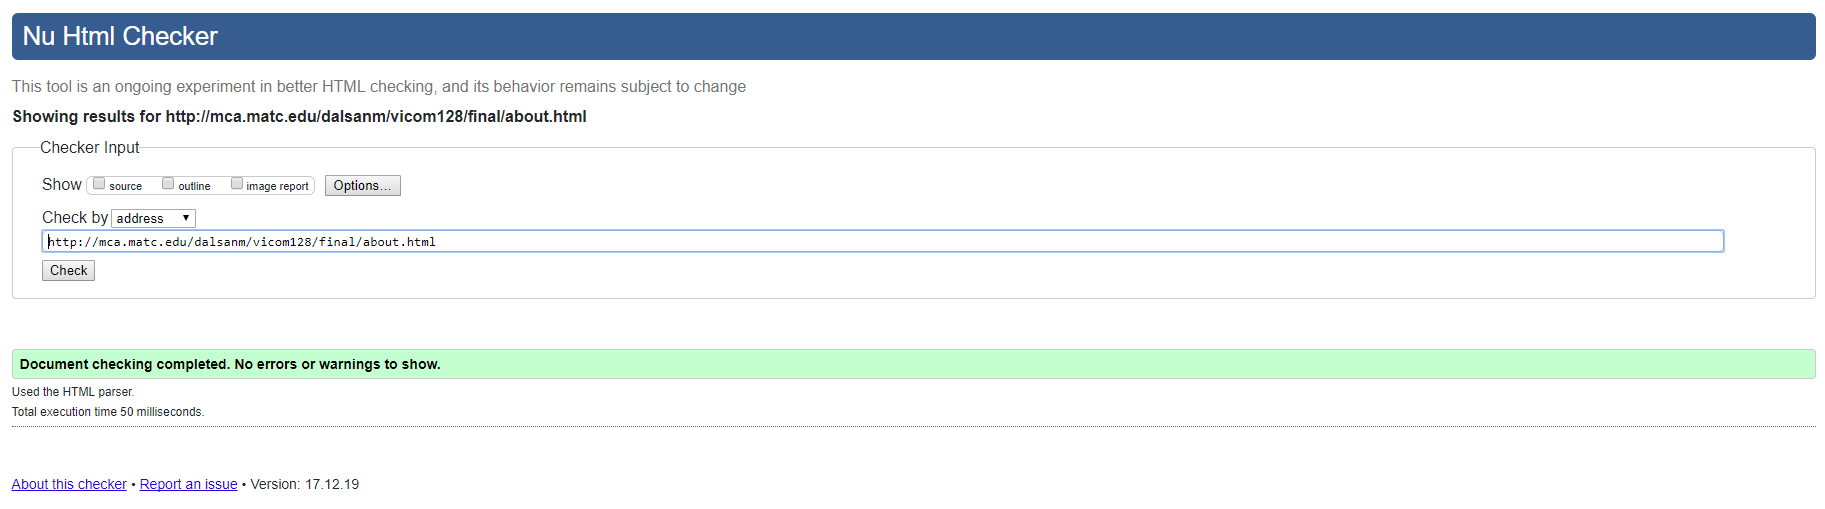 Nu Html Checker
This tool is an ongoing experiment in better HTML checking, and its behavior remains subject to change
Showing results for http://mca.matc.edu/dalsanm/vicom128/final/about.html
Checker Input
Show source outline image report Options...
Check by address
http://mca.matc.edu/dalsanm/vicom128/final/about.html
Check
Document checking completed. No errors or warnings to show.
Used the HTML parser.
Total execution time 50 milliseconds.
About this checker • Report an issue • Version: 17.12.19